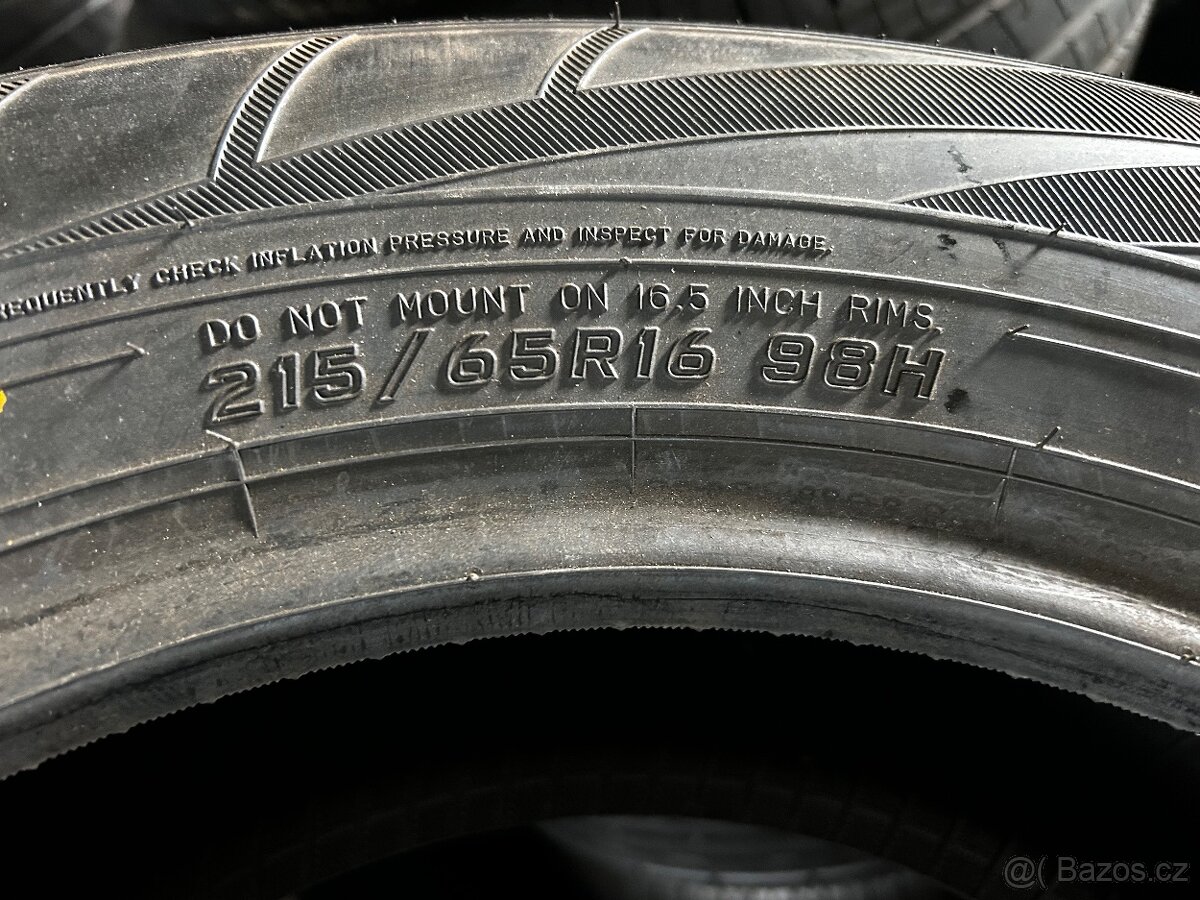 REQUENTLY CHECK INFLATION PRESSURE AND INSPECT FOR DAMAGE.
DO NOT MOUNT ON 16.5 INCH RIMS.
215/65R16 98H
@( Bazos.cz